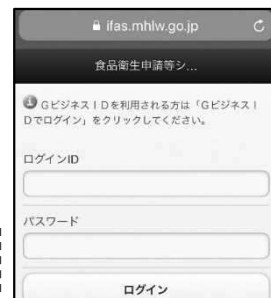 ifas.mhlw.go.jp
食品衛生申請等シ...
GビジネスIDを利用される方は「GビジネスI
Dでログイン」をクリックしてください。
ログインID
パスワード
ログイン